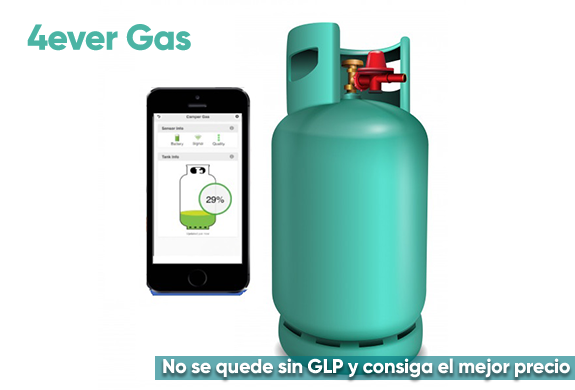 4ever Gas
Camper Gas
Sensor Info
Battery Signal Quality
Tank Info
29%
No se quede sin GLP y consiga el mejor precio